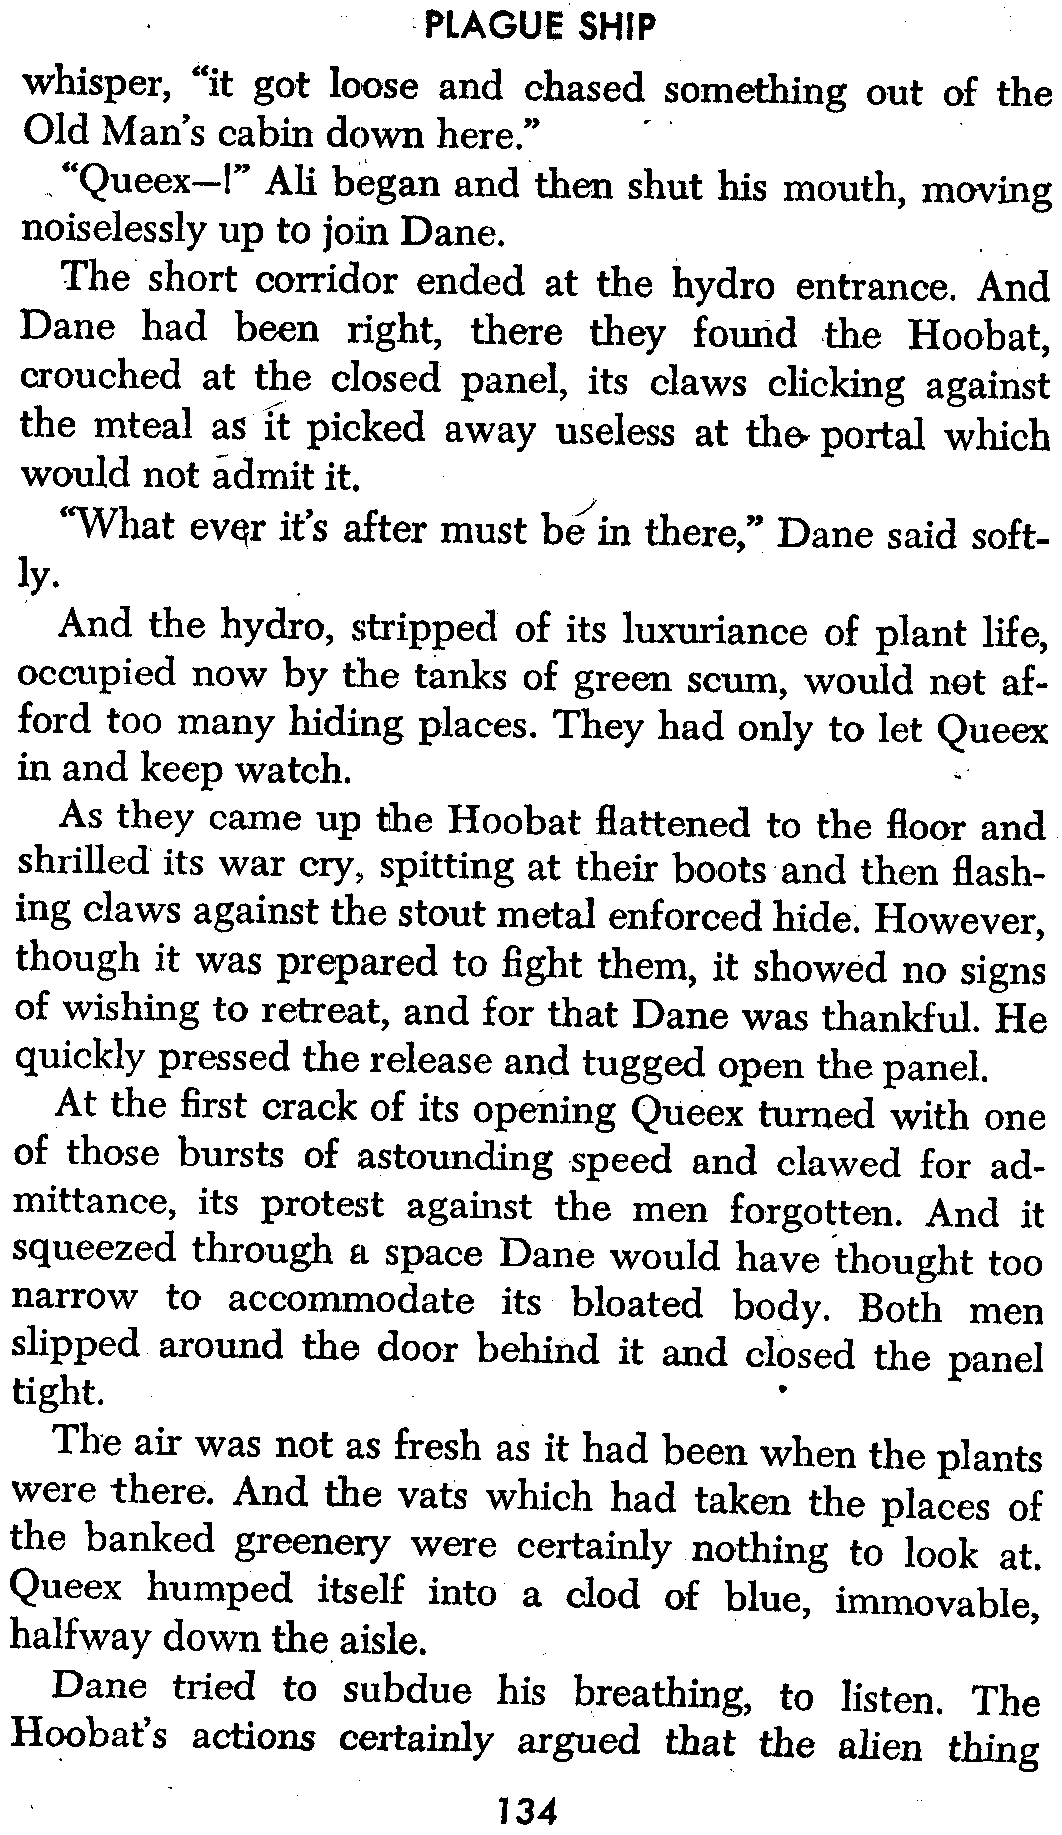 PLAGUE SHIP
whisper, “it got loose and chased something out of the
Old Man’s cabin down here.”
“Queex—!” Ali began and then shut his mouth, moving
noiselessly up to join Dane.
The short corridor ended at the hydro entrance. And
Dane had been right, there they found the Hoobat,
crouched at the closed panel, its claws clicking against
the mteal as it picked away useless at the portal which
would not admit it.
“What ever it’s after must be in there,” Dane said soft-
ly.
And the hydro, stripped of its luxuriance of plant life,
occupied now by the tanks of green scum, would not af-
ford too many hiding places. They had only to let Queex
in and keep watch.
As they came up the Hoobat flattened to the floor and
shrilled its war cry, spitting at their boots and then flash-
ing claws against the stout metal enforced hide. However,
though it was prepared to fight them, it showed no signs
of wishing to retreat, and for that Dane was thankful. He
quickly pressed the release and tugged open the panel.
At the first crack of its opening Queex turned with one
of those bursts of astounding speed and clawed for ad-
mittance, its protest against the men forgotten. And it
squeezed through a space Dane would have thought too
narrow to accommodate its bloated body. Both men
slipped around the door behind it and closed the panel
tight.
The air was not as fresh as it had been when the plants
were there. And the vats which had taken the places of
the banked greenery were certainly nothing to look at.
Queex humped itself into a clod of blue, immovable,
halfway down the aisle.
Dane tried to subdue his breathing, to listen. The
Hoobat’s actions certainly argued that the alien thing
134